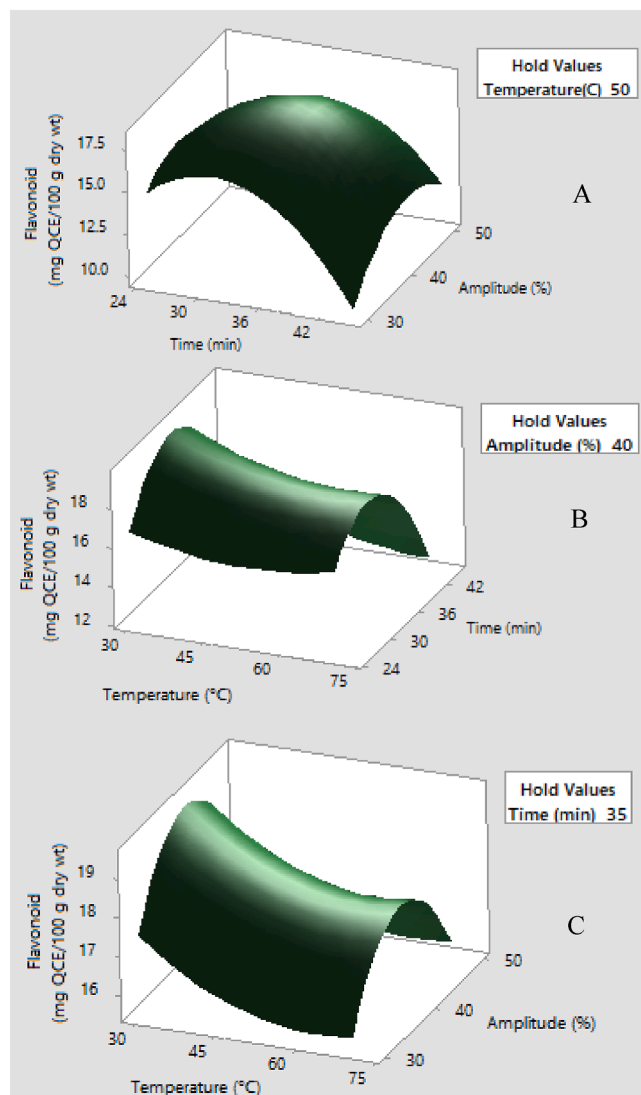 Hold Values
Temperature(C) 50
A
Flavonoid
(mg QCE/100 g dry wt)
17.5
15.0
12.5
10.0
24
30
36
42
Time (min)
30
40
50
Amplitude (%)
Hold Values
Amplitude (%) 40
B
Flavonoid
(mg QCE/100 g dry wt)
18
16
14
12
30
45
60
75
Temperature (°C)
24
30
36
42
Time (min)
Hold Values
Time (min) 35
C
Flavonoid
(mg QCE/100 g dry wt)
19
18
17
16
30
45
60
75
Temperature (°C)
30
40
50
Amplitude (%)